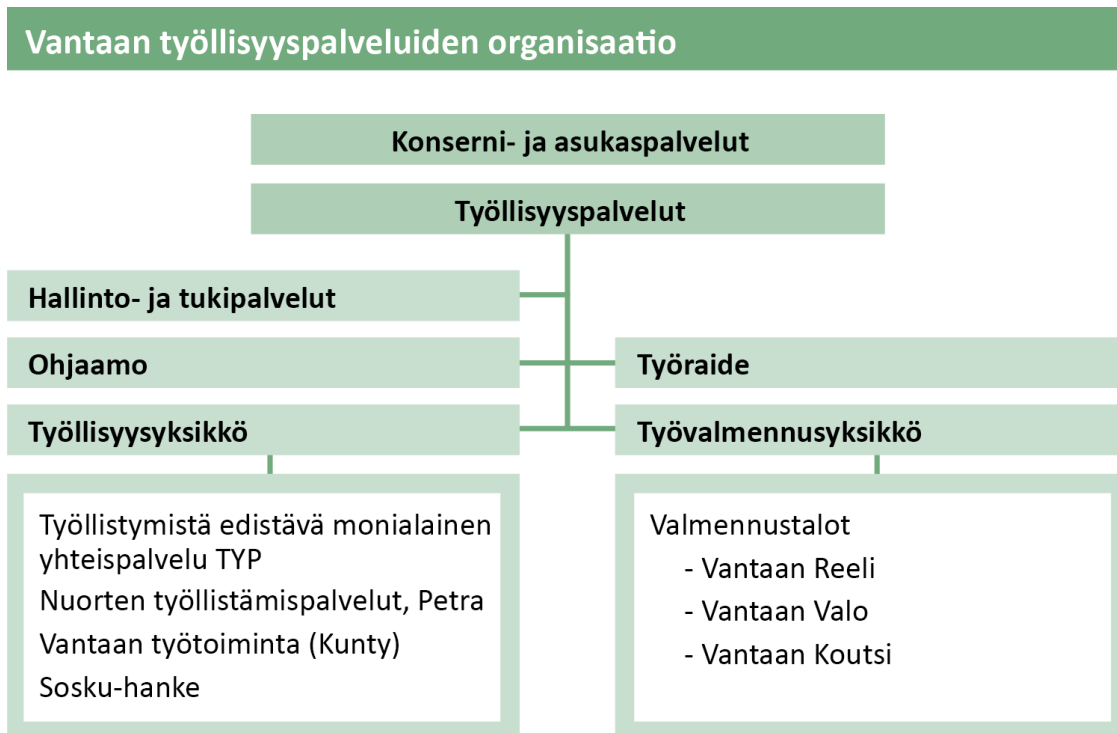 Vantaan työllisyyspalveluiden organisaatio
Konserni- ja asukaspalvelut
Työllisyyspalvelut
Hallinto- ja tukipalvelut
Ohjaamo
Työraide
Työllisyysyksikkö
Työvalmennusyksikkö
Työllistymistä edistävä monialainen
yhteispalvelu TYP
Nuorten työllistämispalvelut, Petra
Vantaan työtoiminta (Kunty)
Sosku-hanke
Valmennustalot
- Vantaan Reeli
- Vantaan Valo
- Vantaan Koutsi